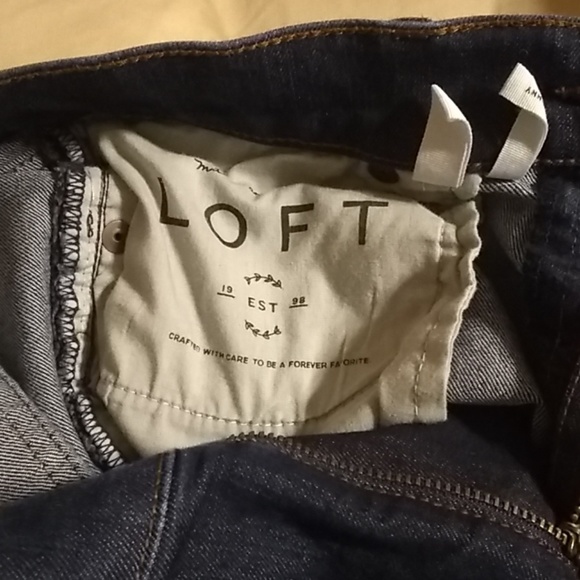 LOFT
19 EST 98
CRAFTED WITH CARE TO BE A FOREVER FAVORITE